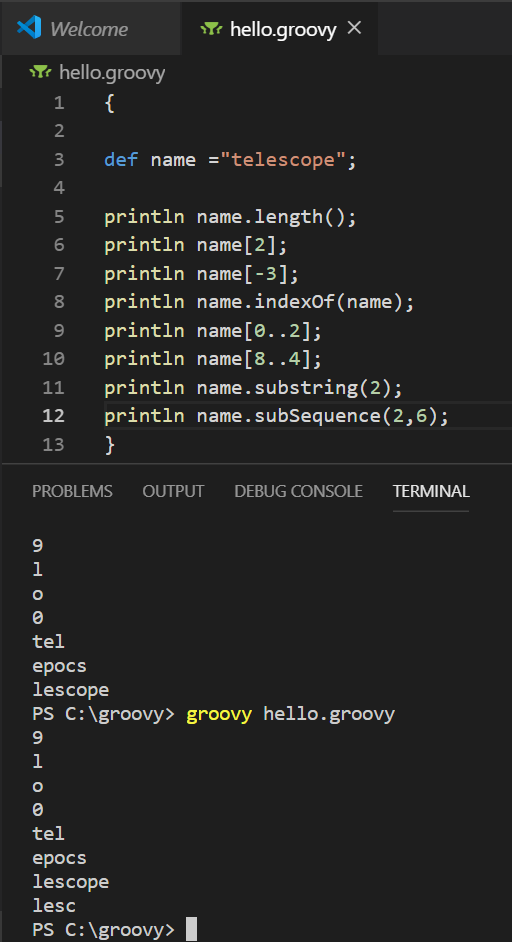 Welcome hello.groovy
hello.groovy
1 {
2
3 def name ="telescope";
4
5 println name.length();
6 println name[2];
7 println name[-3];
8 println name.indexOf(name);
9 println name[0..2];
10 println name[8..4];
11 println name.substring(2);
12 println name.subSequence(2,6);
13 }
PROBLEMS OUTPUT DEBUG CONSOLE TERMINAL
9
l
o
0
tel
epocs
lescope
PS C:\groovy> groovy hello.groovy
9
l
o
0
tel
epocs
lescope
lesc
PS C:\groovy>